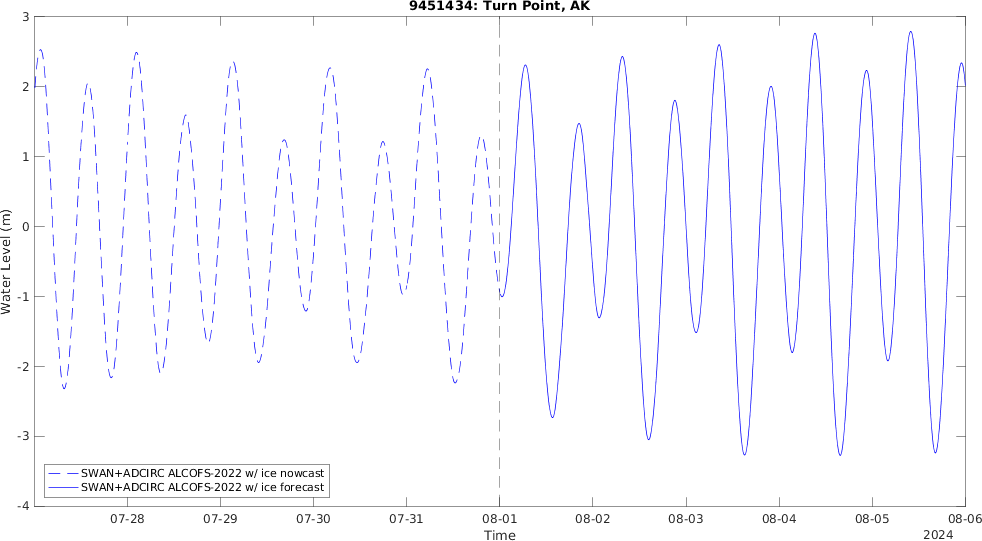 9451434: Turn Point, AK
3
2
1
0
-1
-2
-3
-4
Water Level (m)
SWAN+ADCIRC ALCOFS-2022 w/ ice nowcast
SWAN+ADCIRC ALCOFS-2022 w/ ice forecast
07-28 07-29 07-30 07-31 08-01 08-02 08-03 08-04 08-05 08-06
Time
2024